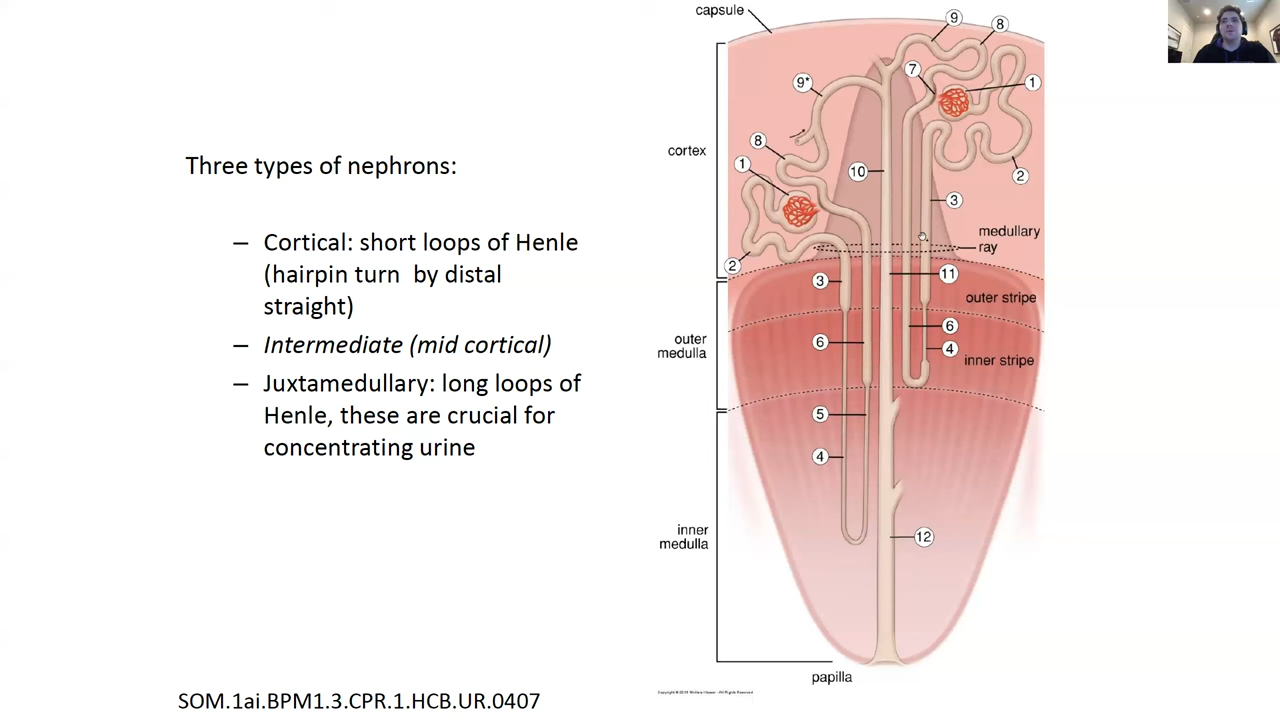 Three types of nephrons:
– Cortical: short loops of Henle
(hairpin turn by distal
straight)
– Intermediate (mid cortical)
– Juxtamedullary: long loops of
Henle, these are crucial for
concentrating urine
SOM.1ai.BPM1.3.CPR.1.HCB.UR.0407
capsule
9
8
7
1
9*
8
cortex
1
10
2
3
medullary
ray
2
3
11
outer stripe
outer
medulla
6
6
4
inner stripe
5
4
inner
medulla
12
papilla